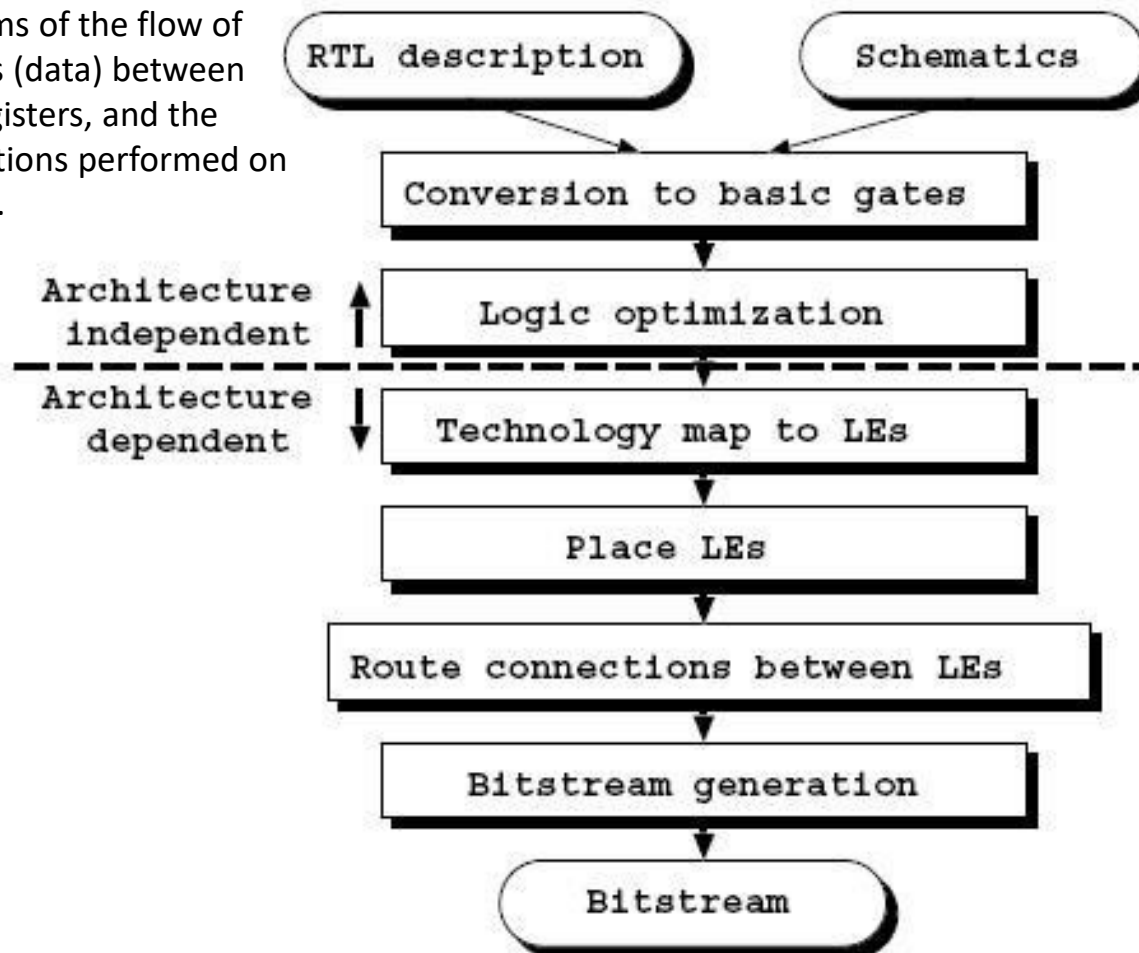 ns of the flow of
s (data) between
gisters, and the
tions performed on
.
RTL description
Schematics
Conversion to basic gates
Architecture
independent
Logic optimization
Architecture
dependent
Technology map to LEs
Place LEs
Route connections between LEs
Bitstream generation
Bitstream